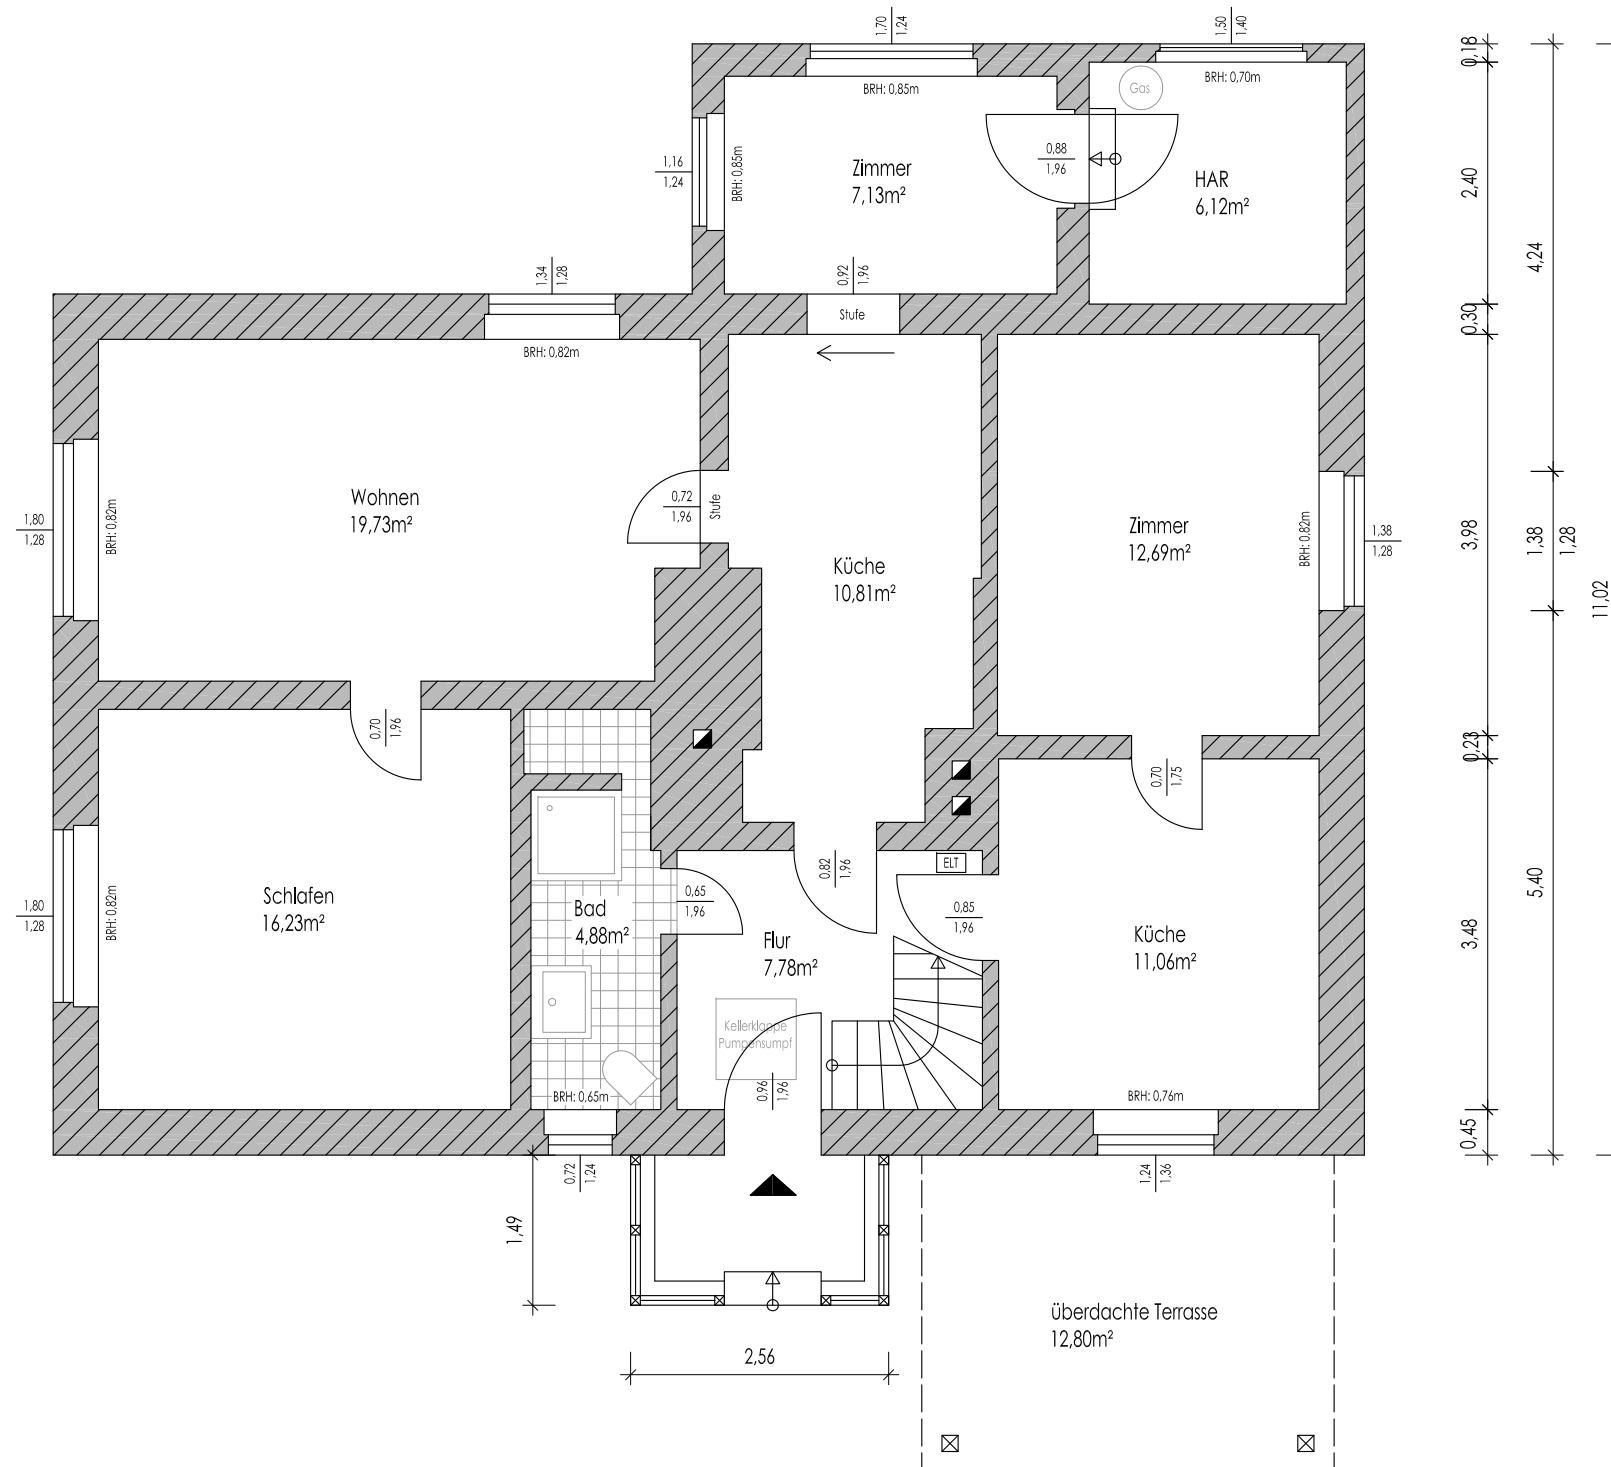 1,70
1,24
1,50
1,40
0,18
BRH: 0,85m
Gas
BRH: 0,70m
1,16
1,24
BRH: 0,85m
Zimmer
7,13m²
0,88
1,96
HAR
6,12m²
2,40
4,24
1,34
1,28
0,92
1,96
Stufe
0,30
BRH: 0,82m
Wohnen
19,73m²
0,72
1,96
Stufe
1,80
1,28
BRH: 0,82m
Küche
10,81m²
Zimmer
12,69m²
BRH: 0,82m
1,38
1,28
3,98
1,38
1,28
11,02
0,70
1,96
0,70
1,75
0,23
ELT
0,82
1,96
0,65
1,96
0,85
1,96
Schlafen
16,23m²
1,80
1,28
BRH: 0,82m
Bad
4,88m²
Flur
7,78m²
Küche
11,06m²
3,48
5,40
Kellerklappe
Pumpensumpf
0,96
1,96
BRH: 0,65m
BRH: 0,76m
0,45
0,72
1,24
1,24
1,36
1,49
2,56
überdachte Terrasse
12,80m²